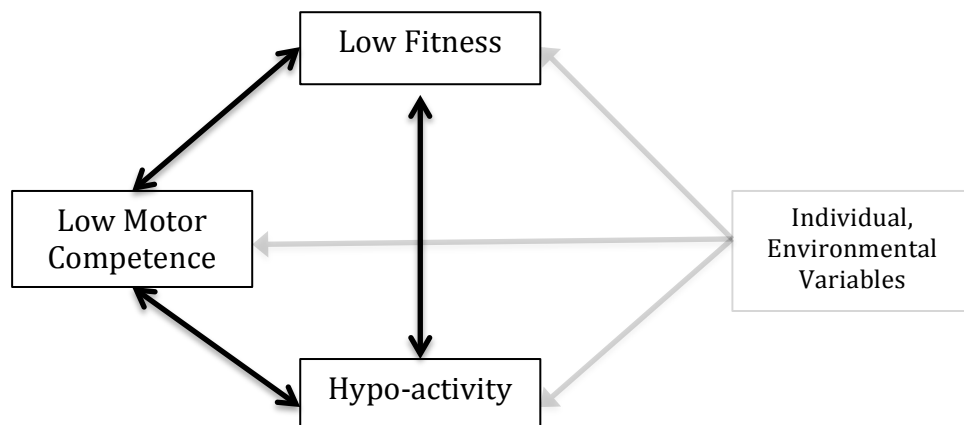 Low Fitness
Low Motor
Competence
Individual,
Environmental
Variables
Hypo-activity